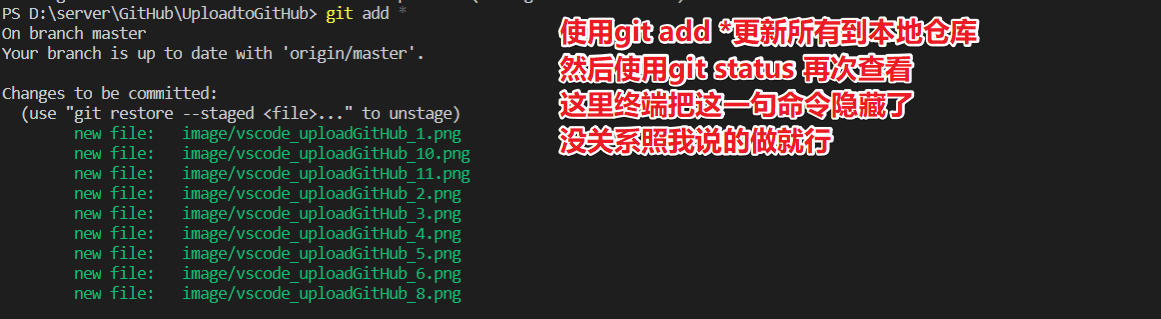 PS D:\server\GitHub\UploadtoGitHub> git add *
On branch master
Your branch is up to date with 'origin/master'.
Changes to be committed:
(use "git restore --staged <file>..." to unstage)
new file: image/vscode_uploadGitHub_1.png
new file: image/vscode_uploadGitHub_10.png
new file: image/vscode_uploadGitHub_11.png
new file: image/vscode_uploadGitHub_2.png
new file: image/vscode_uploadGitHub_3.png
new file: image/vscode_uploadGitHub_4.png
new file: image/vscode_uploadGitHub_5.png
new file: image/vscode_uploadGitHub_6.png
new file: image/vscode_uploadGitHub_8.png
使用git add *更新所有到本地仓库
然后使用git status 再次查看
这里终端把这一句命令隐藏了
没关系照我说的做就行